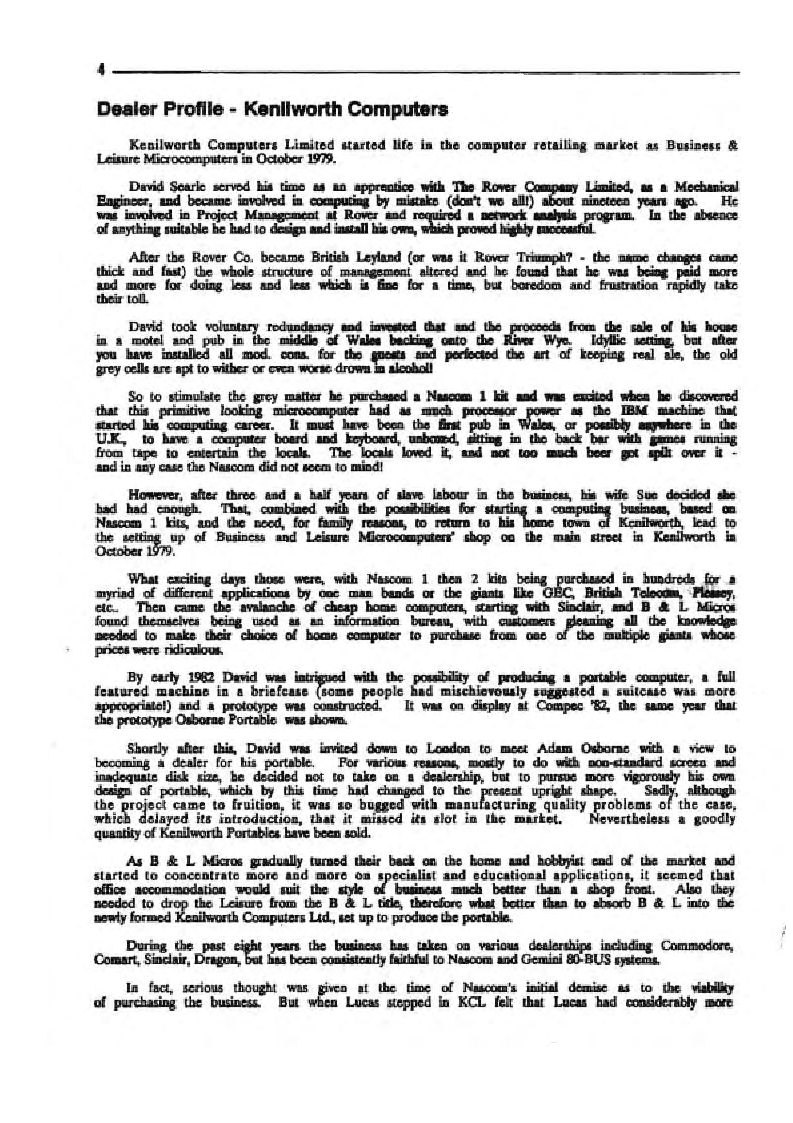 4
Dealer Profile - Kenilworth Computers
Kenilworth Computers Limited started life in the computer retailing market as Business &
Leisure Microcomputers in October 1979.
David Searle served his time as an apprentice with The Rover Company Limited, as a Mechanical
Engineer, and became involved in computing by mistake (don't we all!) about nineteen years ago. He
was involved in Project Management at Rover and required a network analysis program. In the absence
of anything suitable he had to design and install his own, which proved highly successful.
After the Rover Co. became British Leyland (or was it Rover Triumph? - the name changes came
thick and fast) the whole structure of management altered and he found that he was being paid more
and more for doing less and less which is fine for a time, but boredom and frustration rapidly take
their toll.
David took voluntary redundancy and invested that and the proceeds from the sale of his house
in a motel and pub in the middle of Wales backing onto the River Wye. Idyllic setting, but after
you have installed all mod. cons. for the guests and perfected the art of keeping real ale, the old
grey cells are apt to wither or even worse drown in alcohol!
So to stimulate the grey matter he purchased a Nascom 1 kit and was excited when he discovered
that this primitive looking microcomputer had as much processor power as the IBM machine that
started his computing career. It must have been the first pub in Wales, or possibly anywhere in the
U.K., to have a computer board and keyboard, unboxed, sitting in the back bar with games running
from tape to entertain the locals. The locals loved it, and not too much beer got spilt over it -
and in any case the Nascom did not seem to mind!
However, after three and a half years of slave labour in the business, his wife Sue decided she
had had enough. That, combined with the possibilities for starting a computing business, based on
Nascom 1 kits, and the need, for family reasons, to return to his home town of Kenilworth, lead to
the setting up of Business and Leisure Microcomputers' shop on the main street in Kenilworth in
October 1979.
What exciting days those were, with Nascom 1 then 2 kits being purchased in hundreds for a
myriad of different applications by one man bands or the giants like GEC, British Telecom, Plessey,
etc.. Then came the avalanche of cheap home computers, starting with Sinclair, and B & L Micros
found themselves being used as an information bureau, with customers gleaning all the knowledge
needed to make their choice of home computer to purchase from one of the multiple giants whose
prices were ridiculous.
By early 1982 David was intrigued with the possibility of producing a portable computer, a full
featured machine in a briefcase (some people had mischievously suggested a suitcase was more
appropriate!) and a prototype was constructed. It was on display at Compec '82, the same year that
the prototype Osborne Portable was shown.
Shortly after this, David was invited down to London to meet Adam Osborne with a view to
becoming a dealer for his portable. For various reasons, mostly to do with non-standard screen and
inadequate disk size, he decided not to take on a dealership, but to pursue more vigorously his own
design of portable, which by this time had changed to the present upright shape. Sadly, although
the project came to fruition, it was so bugged with manufacturing quality problems of the case,
which delayed its introduction, that it missed its slot in the market. Nevertheless a goodly
quantity of Kenilworth Portables have been sold.
As B & L Micros gradually turned their back on the home and hobbyist end of the market and
started to concentrate more and more on specialist and educational applications, it seemed that
office accommodation would suit the style of business much better than a shop front. Also they
needed to drop the Leisure from the B & L title, therefore what better than to absorb B & L into the
newly formed Kenilworth Computers Ltd., set up to produce the portable.
During the past eight years the business has taken on various dealerships including Commodore,
Comart, Sinclair, Dragon, but has been consistently faithful to Nascom and Gemini 80-BUS systems.
In fact, serious thought was given at the time of Nascom's initial demise as to the viability
of purchasing the business. But when Lucas stepped in KCL felt that Lucas had considerably more